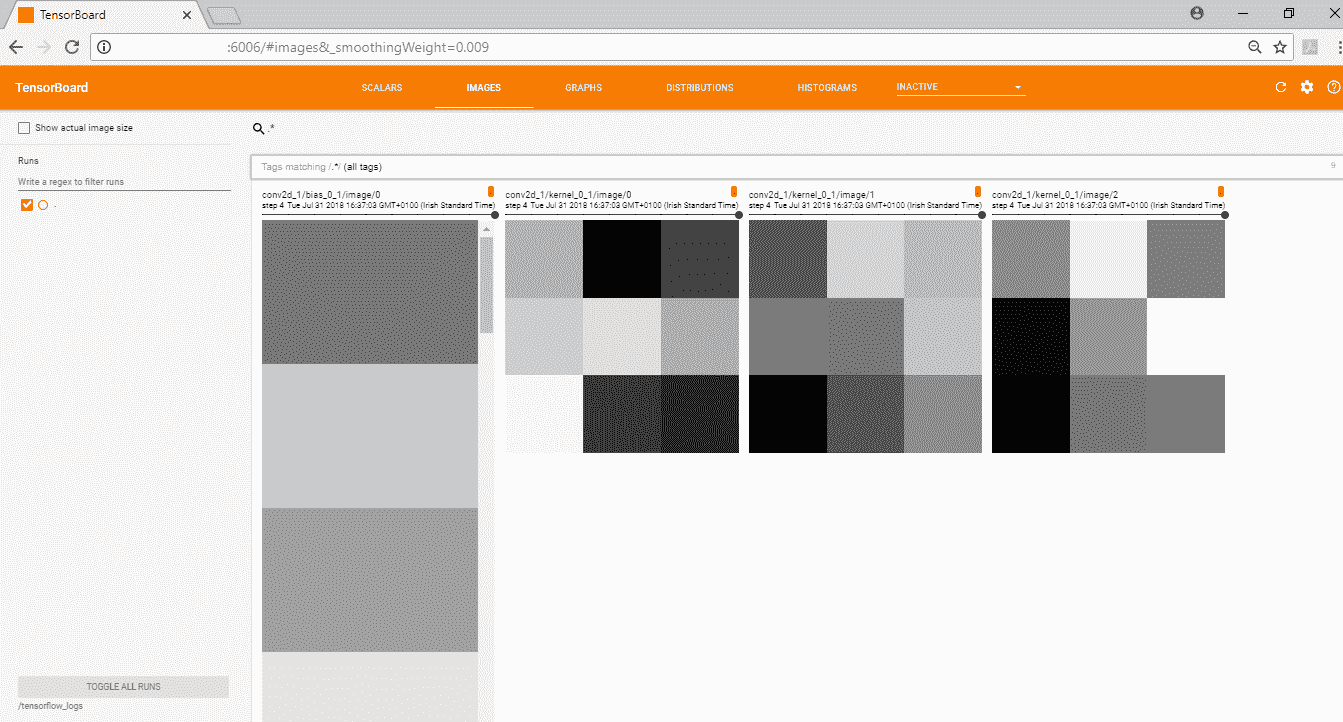 TensorBoard
:6006/#images&_smoothingWeight=0.009
TensorBoard
SCALARS
IMAGES
GRAPHS
DISTRIBUTIONS
HISTOGRAMS
INACTIVE
Show actual image size
.*
Runs
Tags matching /.*/ (all tags)
9
Write a regex to filter runs
.
conv2d_1/bias_0_1/image/0
step 4 Tue Jul 31 2018 16:37:03 GMT+0100 (Irish Standard Time)
conv2d_1/kernel_0_1/image/0
step 4 Tue Jul 31 2018 16:37:03 GMT+0100 (Irish Standard Time)
conv2d_1/kernel_0_1/image/1
step 4 Tue Jul 31 2018 16:37:03 GMT+0100 (Irish Standard Time)
conv2d_1/kernel_0_1/image/2
step 4 Tue Jul 31 2018 16:37:03 GMT+0100 (Irish Standard Time)
TOGGLE ALL RUNS
/tensorflow_logs